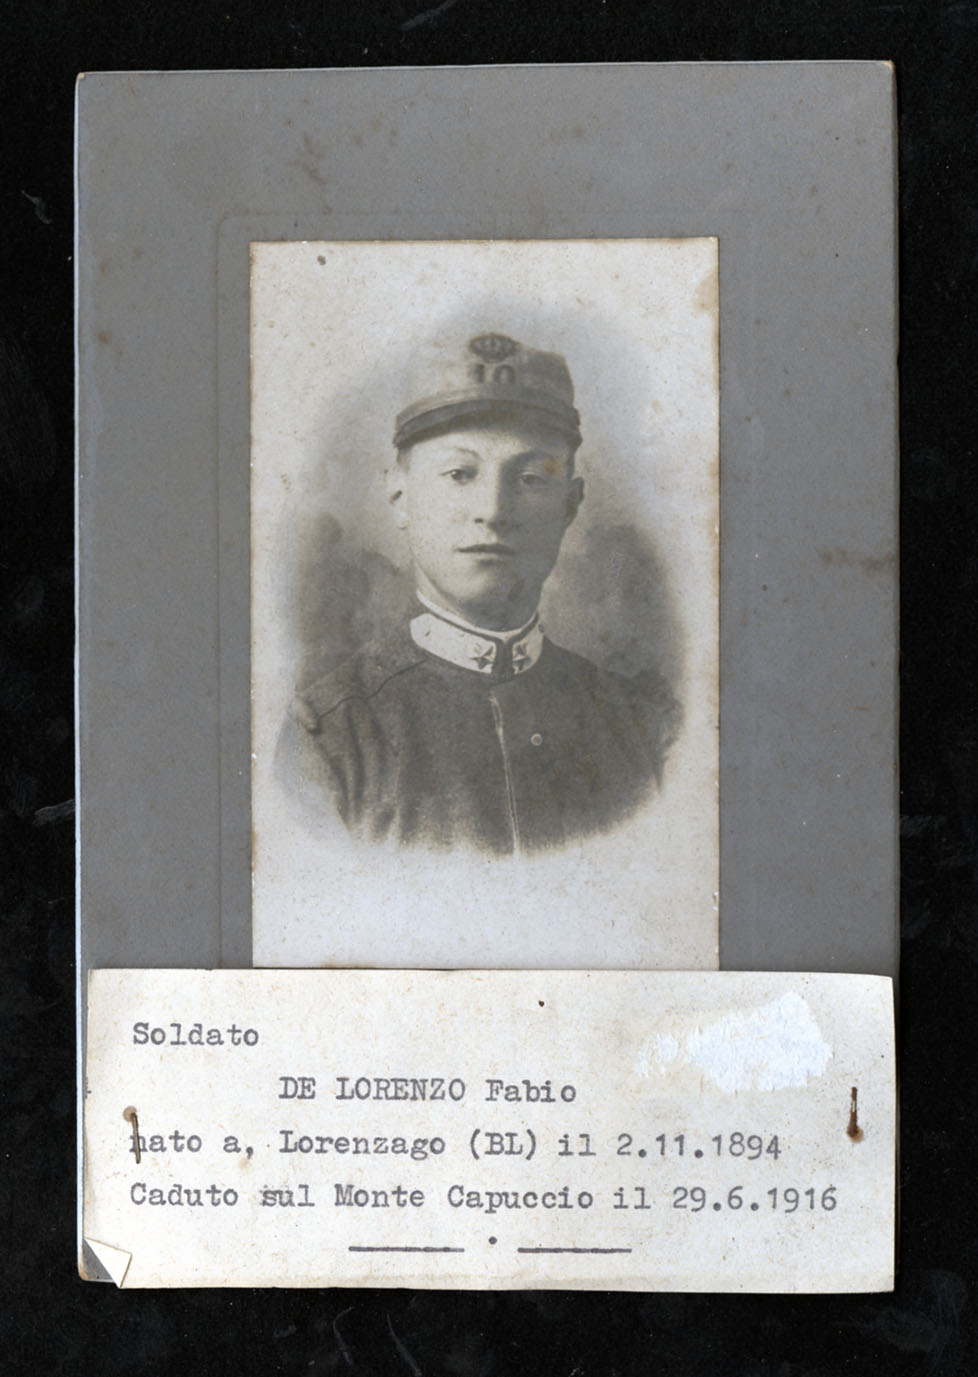 10
Soldato
DE LORENZO Fabio
nato a, Lorenzago (BL) il 2.11.1894
Caduto sul Monte Capuccio il 29.6.1916